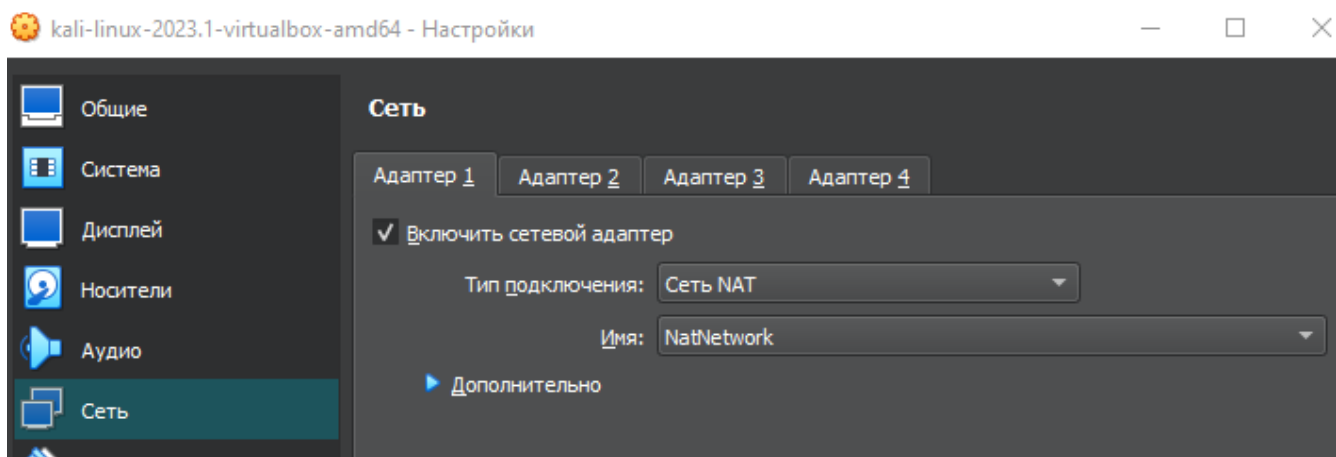 kali-linux-2023.1-virtualbox-amd64 - Настройки
Общие
Система
Дисплей
Носители
Аудио
Сеть
Сеть
Адаптер 1 Адаптер 2 Адаптер 3 Адаптер 4
Включить сетевой адаптер
Тип подключения: Сеть NAT
Имя: NatNetwork
Дополнительно